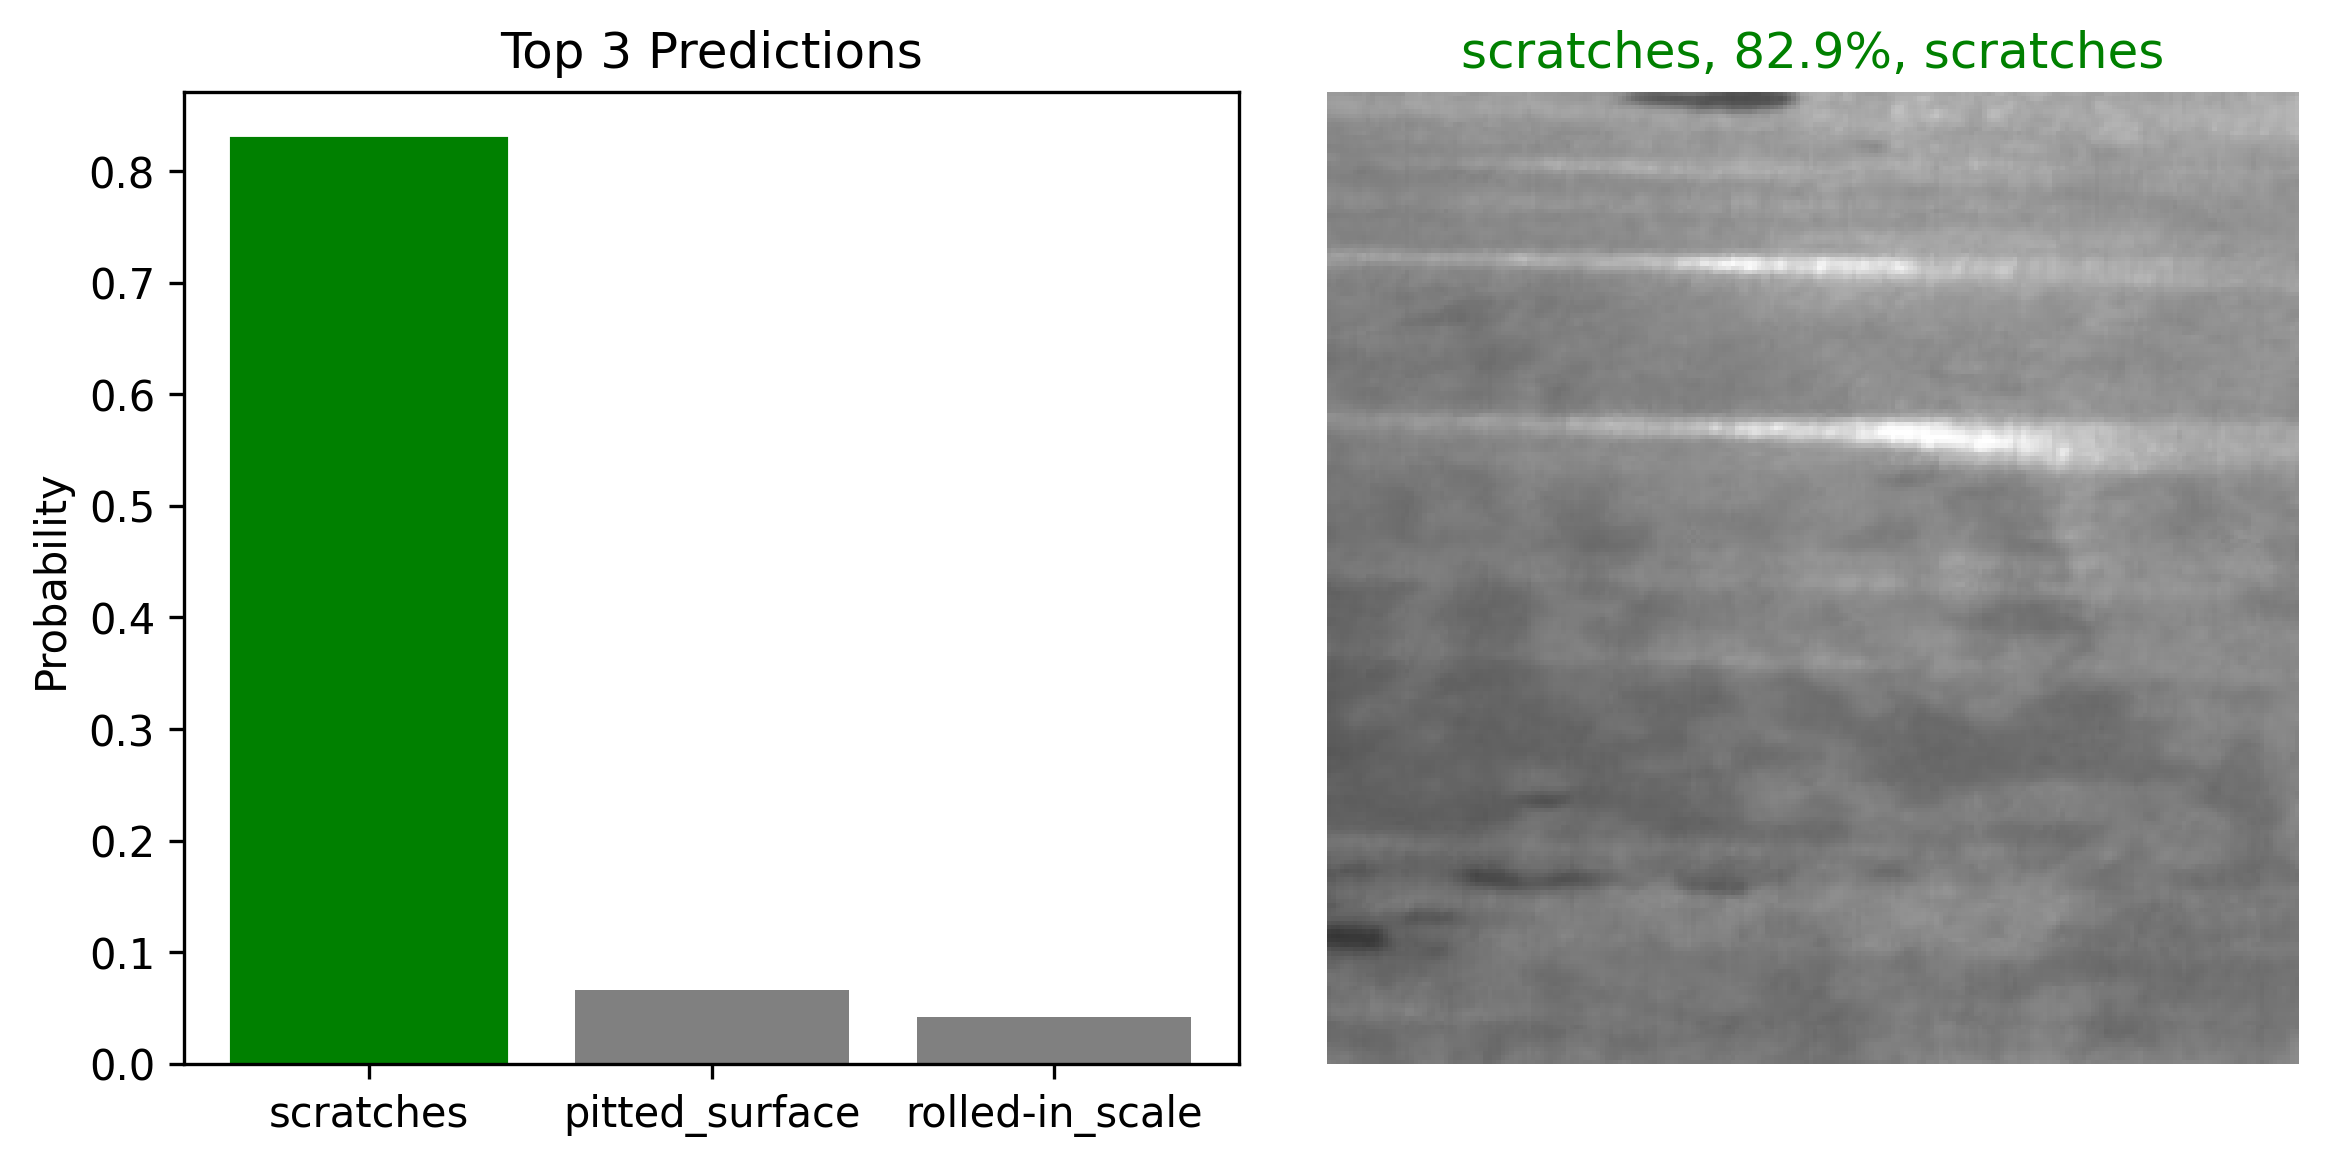 Top 3 Predictions
Probability
0.8
0.7
0.6
0.5
0.4
0.3
0.2
0.1
0.0
scratches
pitted_surface
rolled-in_scale
scratches, 82.9%, scratches